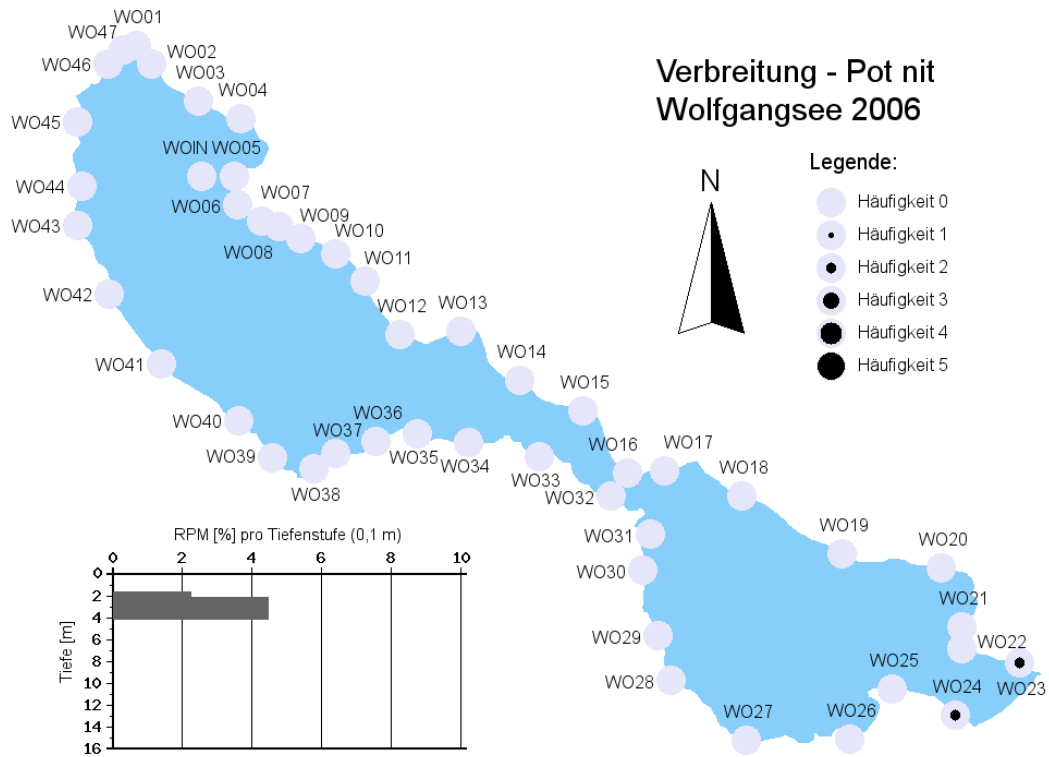 Verbreitung - Pot nit
Wolfgangsee 2006
Legende:
Häufigkeit 0
Häufigkeit 1
Häufigkeit 2
Häufigkeit 3
Häufigkeit 4
Häufigkeit 5
N
WO01
WO47
WO02
WO46
WO03
WO04
WO45
WOIN
WO05
WO44
WO06
WO07
WO43
WO08
WO09
WO10
WO11
WO42
WO12
WO13
WO41
WO14
WO15
WO40
WO36
WO37
WO35
WO39
WO34
WO38
WO33
WO16
WO17
WO32
WO18
WO31
WO19
WO20
WO30
WO21
WO29
WO22
WO28
WO25
WO24
WO23
WO27
WO26
RPM [%] pro Tiefenstufe (0,1 m)
0 2 4 6 8 10
Tiefe [m]
0
2
4
6
8
10
12
14
16